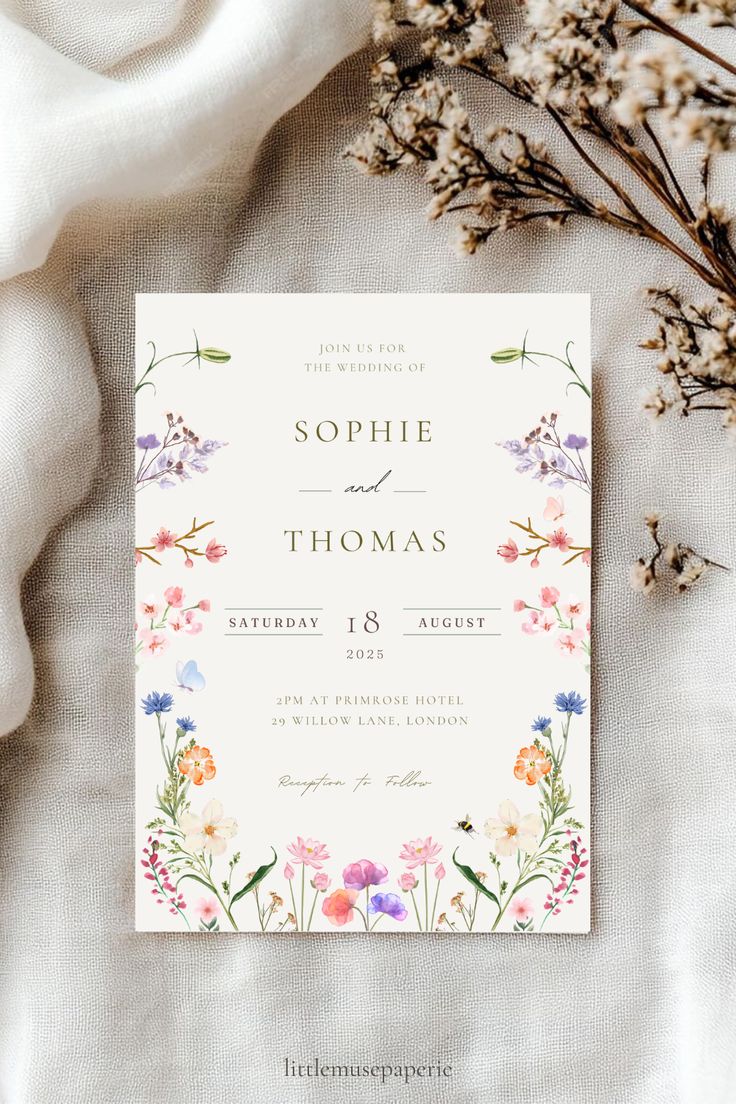 JOIN US FOR
THE WEDDING OF
SOPHIE
and
THOMAS
SATURDAY 18 AUGUST
2025
2PM AT PRIMROSE HOTEL
29 WILLOW LANE, LONDON
Reception to Follow
littlemusepaperie